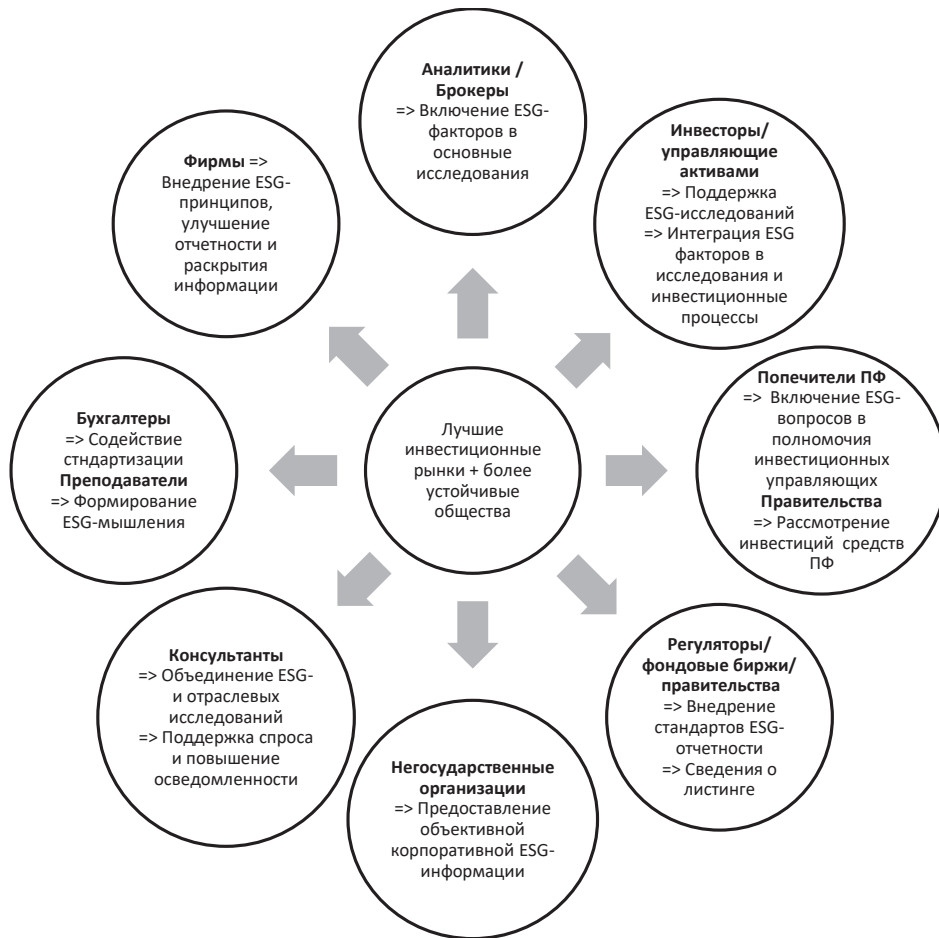 Аналитики /
Брокеры
=> Включение ESG-
факторов в
основные
исследования
Инвесторы/
управляющие
активами
=> Поддержка
ESG-исследований
=> Интеграция ESG
факторов в
исследования и
инвестиционные
процессы
Попечители ПФ
=> Включение ESG-
вопросов в
полномочия
инвестиционных
управляющих
Правительства
=> Рассмотрение
инвестиций средств
ПФ
Регуляторы/
фондовые биржи/
правительства
=> Внедрение
стандартов ESG-
отчетности
=> Сведения о
листинге
Негосударственные
организации
=> Предоставление
объективной
корпоративной ESG-
информации
Консультанты
=> Объединение ESG-
и отраслевых
исследований
=> Поддержка спроса
и повышение
осведомленности
Бухгалтеры
=> Содействие
стндартизации
Преподаватели
=> Формирование
ESG-мышления
Фирмы =>
Внедрение ESG-
принципов,
улучшение
отчетности и
раскрытия
информации
Лучшие
инвестиционные
рынки + более
устойчивые
общества